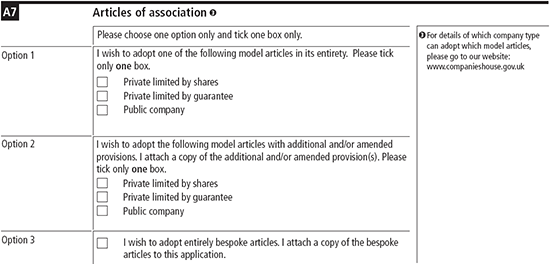 A7
Articles of association ❸
Please choose one option only and tick one box only.
❸ For details of which company type
can adopt which model articles,
please go to our website:
www.companieshouse.gov.uk
Option 1
I wish to adopt one of the following model articles in its entirety. Please tick
only one box.
Private limited by shares
Private limited by guarantee
Public company
Option 2
I wish to adopt the following model articles with additional and/or amended
provisions. I attach a copy of the additional and/or amended provision(s). Please
tick only one box.
Private limited by shares
Private limited by guarantee
Public company
Option 3
I wish to adopt entirely bespoke articles. I attach a copy of the bespoke
articles to this application.